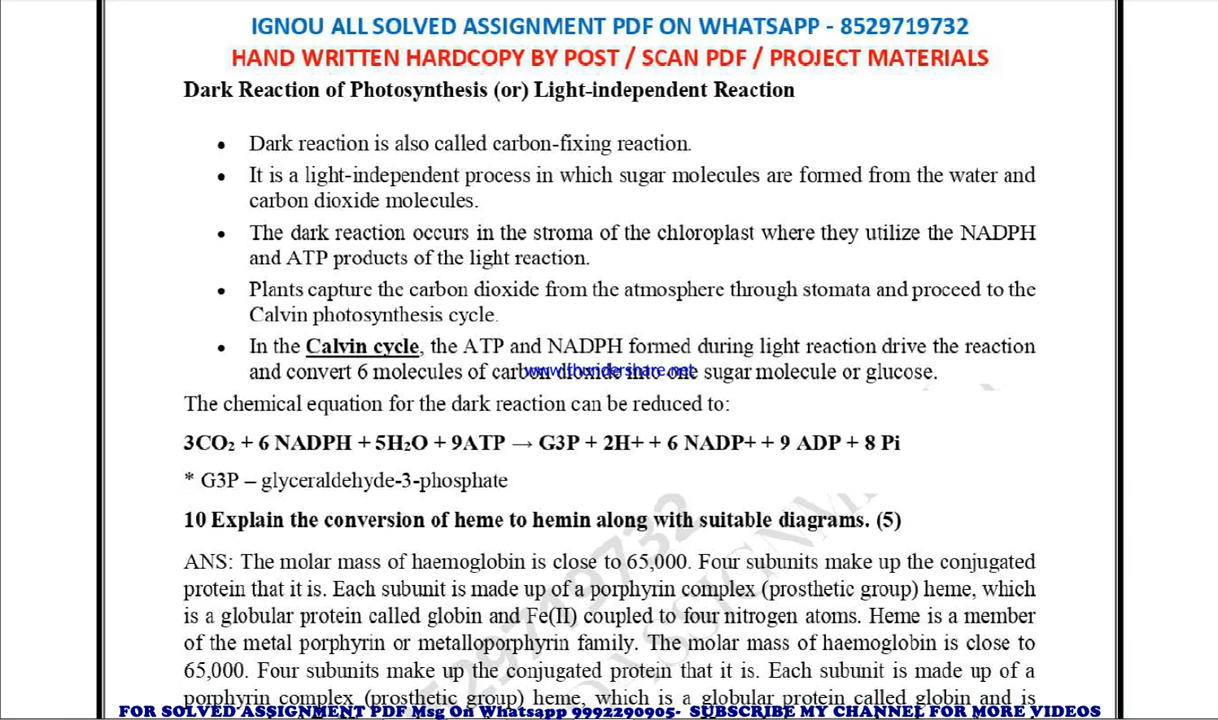 IGNOU ALL SOLVED ASSIGNMENT PDF ON WHATSAPP - 8529719732
HAND WRITTEN HARDCOPY BY POST / SCAN PDF / PROJECT MATERIALS
Dark Reaction of Photosynthesis (or) Light-independent Reaction
• Dark reaction is also called carbon-fixing reaction.
• It is a light-independent process in which sugar molecules are formed from the water and
carbon dioxide molecules.
• The dark reaction occurs in the stroma of the chloroplast where they utilize the NADPH
and ATP products of the light reaction.
• Plants capture the carbon dioxide from the atmosphere through stomata and proceed to the
Calvin photosynthesis cycle.
• In the Calvin cycle, the ATP and NADPH formed during light reaction drive the reaction
and convert 6 molecules of carbon dioxide into one sugar molecule or glucose.
www.thundershare.net
The chemical equation for the dark reaction can be reduced to:
3CO₂ + 6 NADPH + 5H₂O + 9ATP → G3P + 2H+ + 6 NADP+ + 9 ADP + 8 Pi
* G3P – glyceraldehyde-3-phosphate
10 Explain the conversion of heme to hemin along with suitable diagrams. (5)
ANS: The molar mass of haemoglobin is close to 65,000. Four subunits make up the conjugated
protein that it is. Each subunit is made up of a porphyrin complex (prosthetic group) heme, which
is a globular protein called globin and Fe(II) coupled to four nitrogen atoms. Heme is a member
of the metal porphyrin or metalloporphyrin family. The molar mass of haemoglobin is close to
65,000. Four subunits make up the conjugated protein that it is. Each subunit is made up of a
porphyrin complex (prosthetic group) heme, which is a globular protein called globin and is
FOR SOLVED ASSIGNMENT PDF Msg On Whatsapp 9992290905- SUBSCRIBE MY CHANNEL FOR MORE VIDEOS